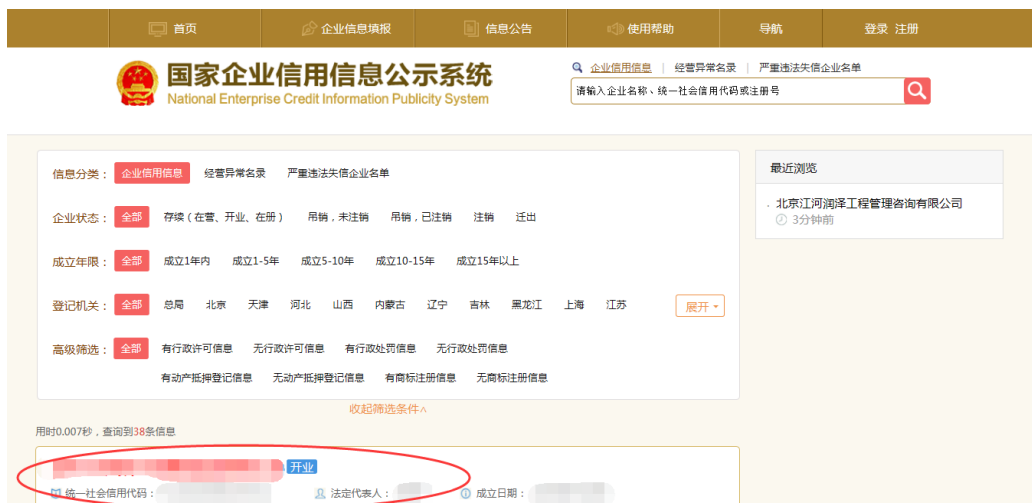 首页 企业信息填报 信息公告 使用帮助 导航 登录 注册
国家企业信用信息公示系统
National Enterprise Credit Information Publicity System
企业信用信息 | 经营异常名录 | 严重违法失信企业名单
请输入企业名称、统一社会信用代码或注册号
信息分类： 企业信用信息 经营异常名录 严重违法失信企业名单
企业状态： 全部 存续（在营、开业、在册） 吊销，未注销 吊销，已注销 注销 迁出
成立年限： 全部 成立1年内 成立1-5年 成立5-10年 成立10-15年 成立15年以上
登记机关： 全部 总局 北京 天津 河北 山西 内蒙古 辽宁 吉林 黑龙江 上海 江苏 展开
高级筛选： 全部 有行政许可信息 无行政许可信息 有行政处罚信息 无行政处罚信息
有动产抵押登记信息 无动产抵押登记信息 有商标注册信息 无商标注册信息
收起筛选条件
最近浏览
北京江河润泽工程管理咨询有限公司
3分钟前
用时0.007秒，查询到38条信息
开业
统一社会信用代码： 法定代表人： 成立日期：